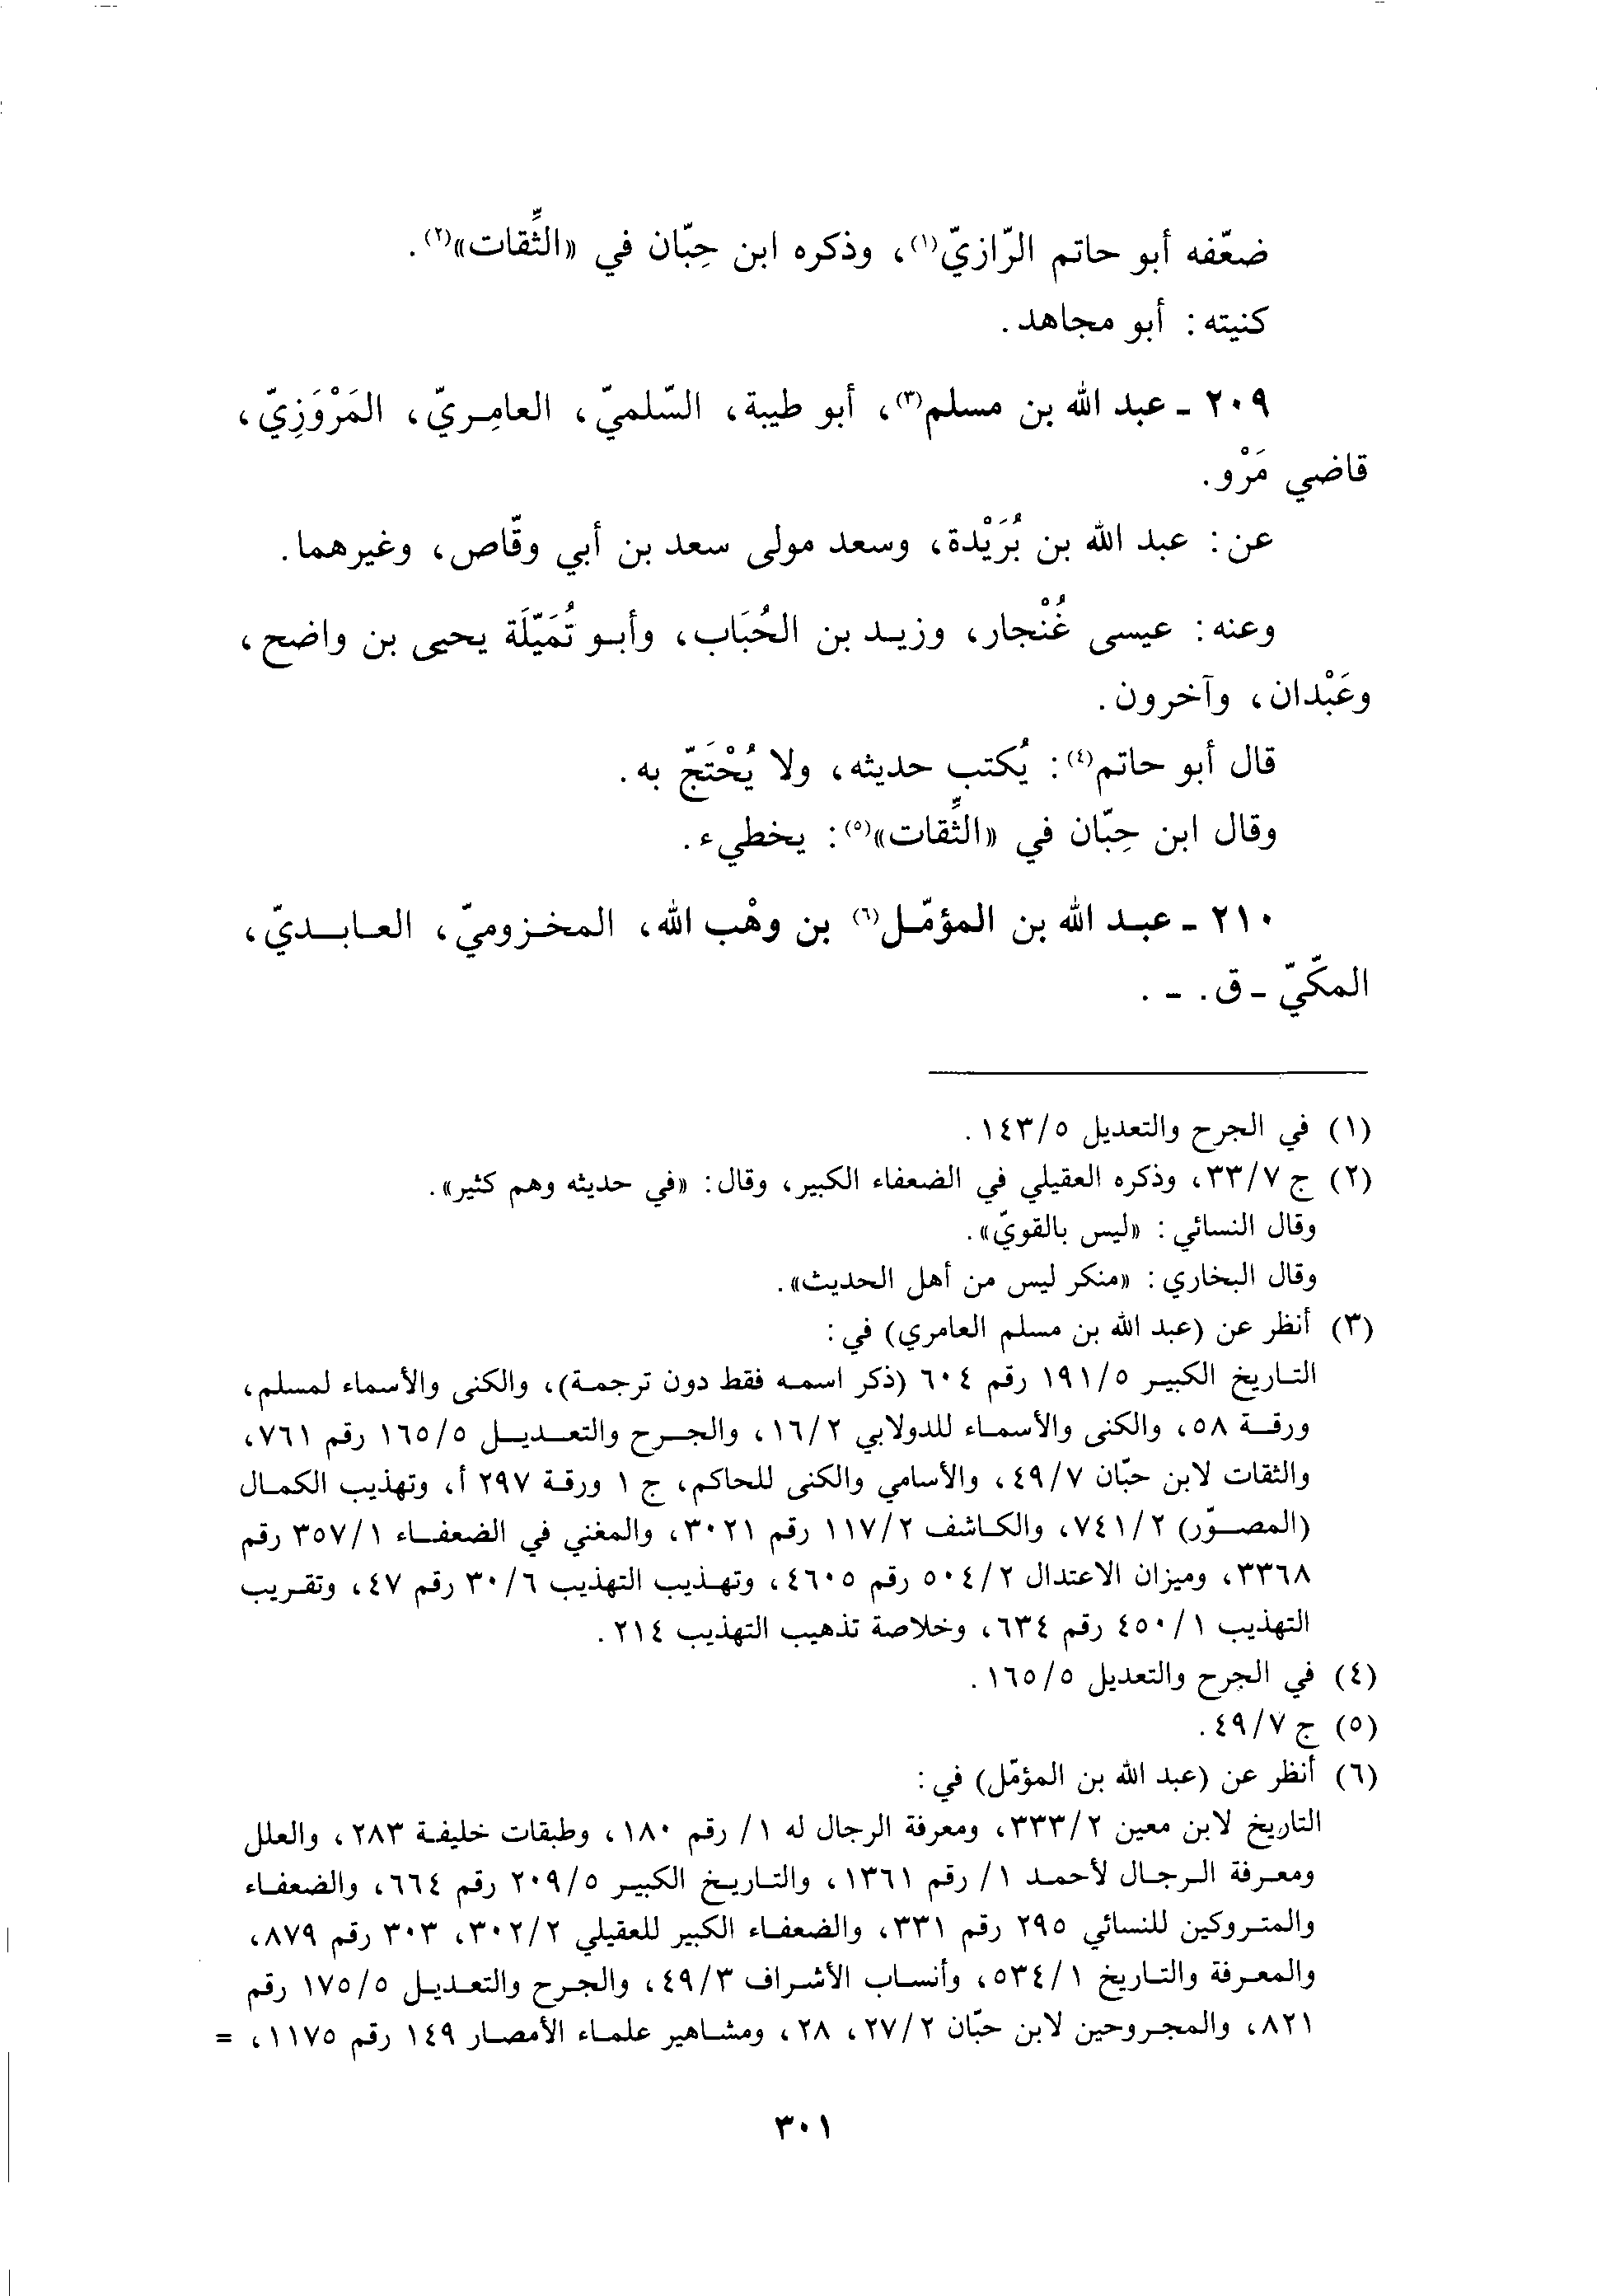 ضعّفه أبو حاتم الرّازيّ(١)، وذكره ابن حِبّان في «الثِّقات»(٢).
كنيته: أبو مجاهد.
٢٠٩ - عبد الله بن مسلم(٣)، أبو طيبة، السّلميّ، العامِريّ، المَرْوَزِيّ،
قاضي مَرْو.
عن: عبد الله بن بُرَيْدة، وسعد مولى سعد بن أبي وقّاص، وغيرهما.
وعنه: عيسى غُنْجار، وزيد بن الحُبَاب، وأبو تُمَيّلَة يحيى بن واضح،
وعَبْدان، وآخرون.
قال أبو حاتم(٤): يُكتب حديثه، ولا يُحْتَجّ به.
وقال ابن حِبّان في «الثِّقات»(٥): يخطيء.
٢١٠ - عبد الله بن المؤمّل(٦) بن وهْب الله، المخزوميّ، العابديّ،
المكّيّ - ق. - .
(١) في الجرح والتعديل ١٤٣/٥.
(٢) ج ٣٣/٧، وذكره العقيلي في الضعفاء الكبير، وقال: «في حديثه وهم كثير».
وقال النسائي: «ليس بالقويّ».
وقال البخاري: «منكر ليس من أهل الحديث».
(٣) أنظر عن (عبد الله بن مسلم العامري) في:
التاريخ الكبير ١٩١/٥ رقم ٦٠٤ (ذكر اسمه فقط دون ترجمة)، والكنى والأسماء لمسلم،
ورقة ٥٨، والكنى والأسماء للدولابي ١٦/٢، والجرح والتعديل ١٦٥/٥ رقم ٧٦١،
والثقات لابن حبّان ٤٩/٧، والأسامي والكنى للحاكم، ج ١ ورقة ٢٩٧ أ، وتهذيب الكمال
(المصوّر) ٧٤١/٢، والكاشف ١١٧/٢ رقم ٣٠٢١، والمغني في الضعفاء ٣٥٧/١ رقم
٣٣٦٨، وميزان الاعتدال ٥٠٤/٢ رقم ٤٦٠٥، وتهذيب التهذيب ٣٠/٦ رقم ٤٧، وتقريب
التهذيب ٤٥٠/١ رقم ٦٣٤، وخلاصة تذهيب التهذيب ٢١٤.
(٤) في الجرح والتعديل ١٦٥/٥.
(٥) ج ٤٩/٧.
(٦) أنظر عن (عبد الله بن المؤمّل) في:
التاريخ لابن معين ٣٣٣/٢، ومعرفة الرجال له ١/ رقم ١٨٠، وطبقات خليفة ٢٨٣، والعلل
ومعرفة الرجال لأحمد ١/ رقم ١٣٦١، والتاريخ الكبير ٢٠٩/٥ رقم ٦٦٤، والضعفاء
والمتروكين للنسائي ٢٩٥ رقم ٣٣١، والضعفاء الكبير للعقيلي ٣٠٢/٢، ٣٠٣ رقم ٨٧٩،
والمعرفة والتاريخ ٥٣٤/١، وأنساب الأشراف ٤٩/٣، والجرح والتعديل ١٧٥/٥ رقم
٨٢١، والمجروحين لابن حبّان ٢٧/٢، ٢٨، ومشاهير علماء الأمصار ١٤٩ رقم ١١٧٥، =
٣٠١